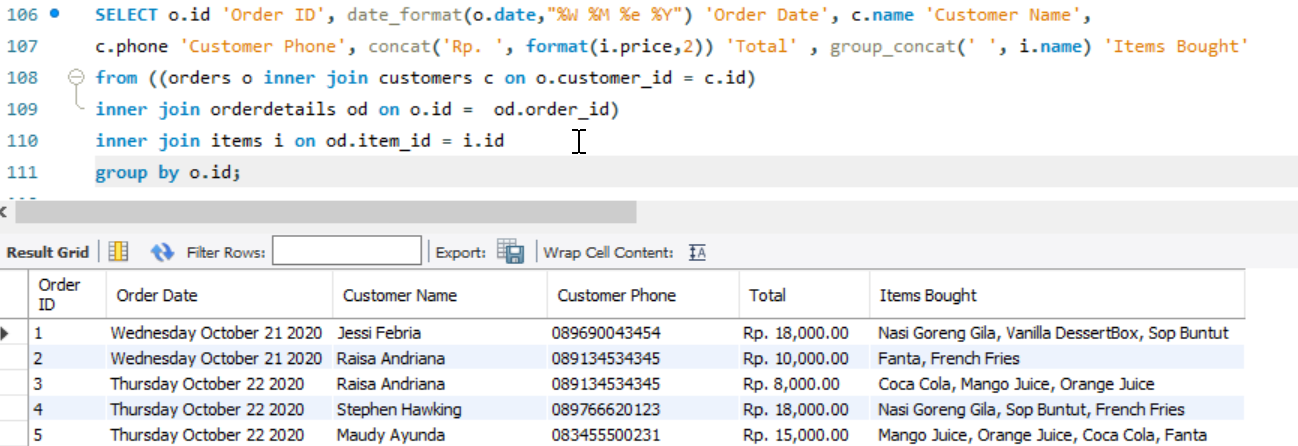 106 SELECT o.id 'Order ID', date_format(o.date,"%W %M %e %Y") 'Order Date', c.name 'Customer Name',
107 c.phone 'Customer Phone', concat('Rp. ', format(i.price,2)) 'Total' , group_concat(' ', i.name) 'Items Bought'
108 from ((orders o inner join customers c on o.customer_id = c.id)
109 inner join orderdetails od on o.id =  od.order_id)
110 inner join items i on od.item_id = i.id
111 group by o.id;
Result Grid Filter Rows: Export: Wrap Cell Content:
Order ID Order Date Customer Name Customer Phone Total Items Bought
1 Wednesday October 21 2020 Jessi Febria 089690043454 Rp. 18,000.00 Nasi Goreng Gila, Vanilla DessertBox, Sop Buntut
2 Wednesday October 21 2020 Raisa Andriana 089134534345 Rp. 10,000.00 Fanta, French Fries
3 Thursday October 22 2020 Raisa Andriana 089134534345 Rp. 8,000.00 Coca Cola, Mango Juice, Orange Juice
4 Thursday October 22 2020 Stephen Hawking 089766620123 Rp. 18,000.00 Nasi Goreng Gila, Sop Buntut, French Fries
5 Thursday October 22 2020 Maudy Ayunda 083455500231 Rp. 15,000.00 Mango Juice, Orange Juice, Coca Cola, Fanta